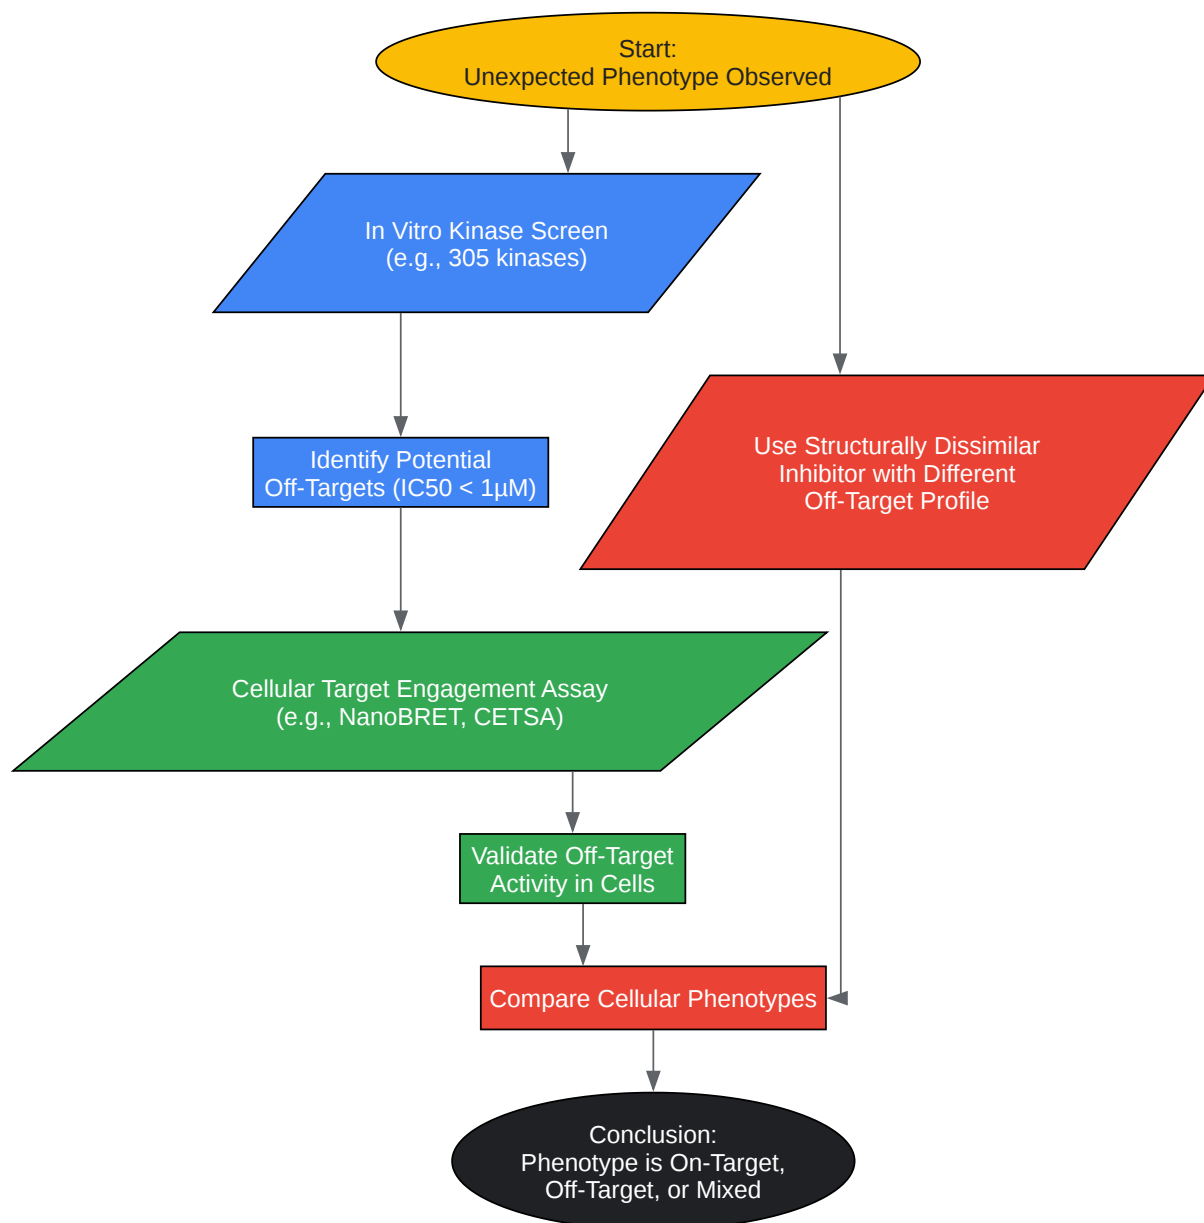 Start:
Unexpected Phenotype Observed
In Vitro Kinase Screen
(e.g., 305 kinases)
Use Structurally Dissimilar
Inhibitor with Different
Off-Target Profile
Identify Potential
Off-Targets (IC50 < 1µM)
Cellular Target Engagement Assay
(e.g., NanoBRET, CETSA)
Validate Off-Target
Activity in Cells
Compare Cellular Phenotypes
Conclusion:
Phenotype is On-Target,
Off-Target, or Mixed